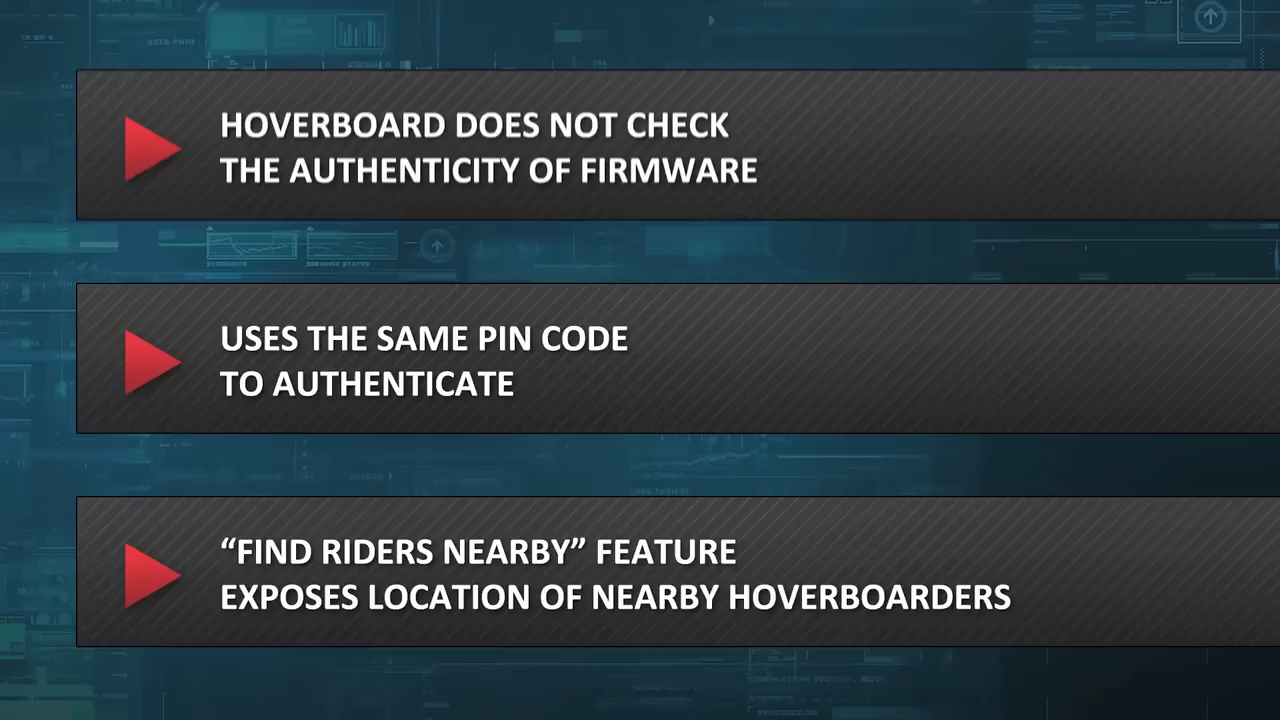 HOVERBOARD DOES NOT CHECK
THE AUTHENTICITY OF FIRMWARE
USES THE SAME PIN CODE
TO AUTHENTICATE
“FIND RIDERS NEARBY” FEATURE
EXPOSES LOCATION OF NEARBY HOVERBOARDERS